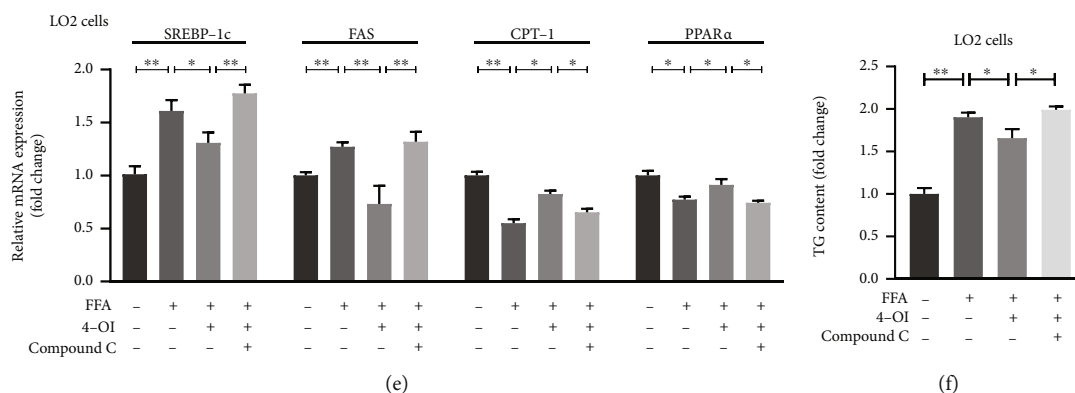 LO2 cells
SREBP–1c FAS CPT–1 PPARα
** * ** ** ** ** ** * * * * *
Relative mRNA expression
(fold change)
2.0
1.5
1.0
0.5
0.0
FFA – + + + – + + + – + + + – + + +
4–OI – – + + – – + + – – + + – – + +
Compound C – – – + – – – + – – – + – – – +
(e)
LO2 cells
** * *
TG content (fold change)
2.5
2.0
1.5
1.0
0.5
0.0
FFA – + + +
4–OI – – + +
Compound C – – – +
(f)